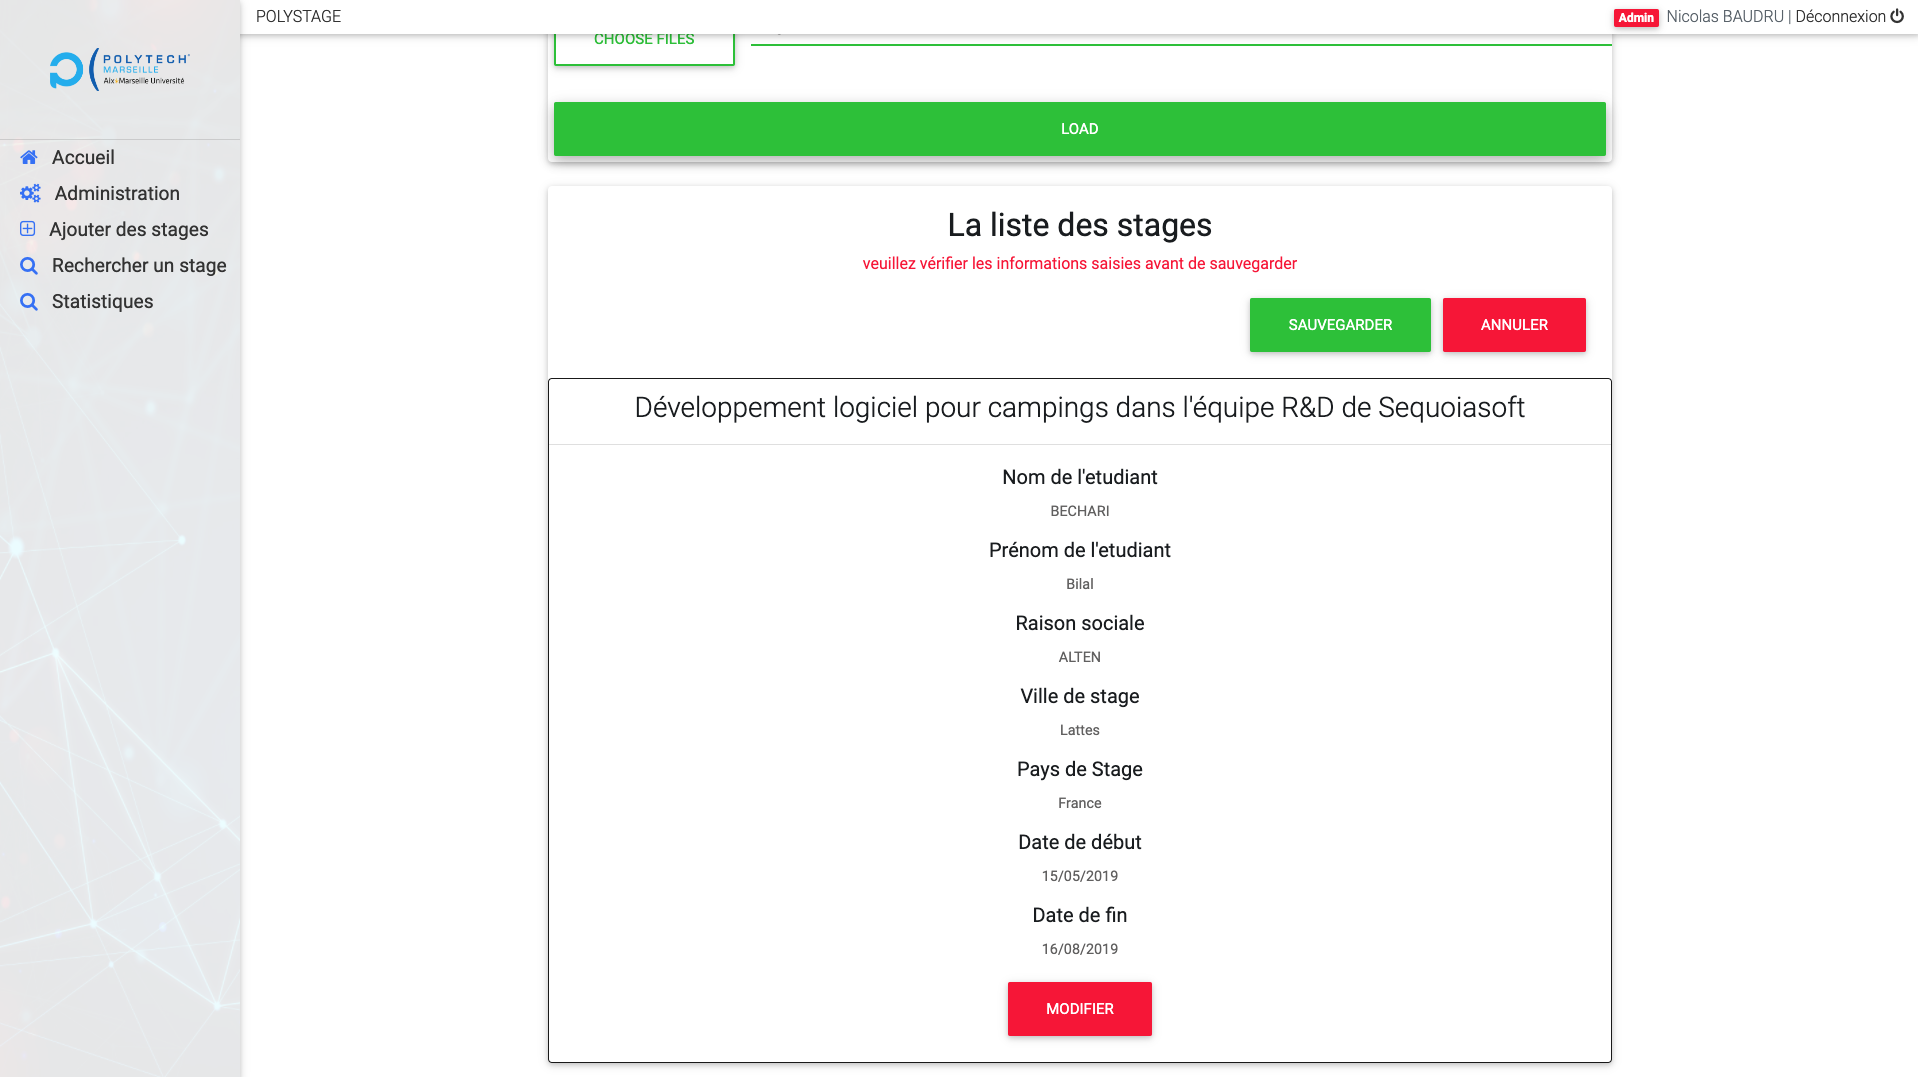 POLYSTAGE
Admin Nicolas BAUDRU | Déconnexion
POLYTECH
MARSEILLE
Aix*Marseille Université
Accueil
Administration
Ajouter des stages
Rechercher un stage
Statistiques
CHOOSE FILES
LOAD
La liste des stages
veuillez vérifier les informations saisies avant de sauvegarder
SAUVEGARDER
ANNULER
Développement logiciel pour campings dans l'équipe R&D de Sequoiasoft
Nom de l'etudiant
BECHARI
Prénom de l'etudiant
Bilal
Raison sociale
ALTEN
Ville de stage
Lattes
Pays de Stage
France
Date de début
15/05/2019
Date de fin
16/08/2019
MODIFIER